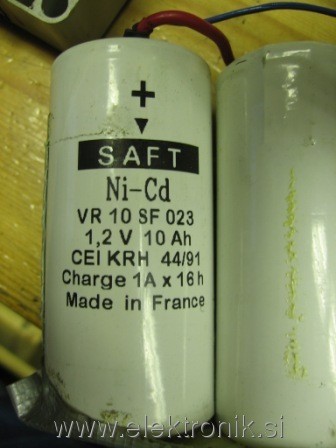 +
SAFT
Ni-Cd
VR 10 SF 023
1,2 V 10 Ah
CEI KRH 44/91
Charge 1A x 16 h
Made in France
www.elektronik.si